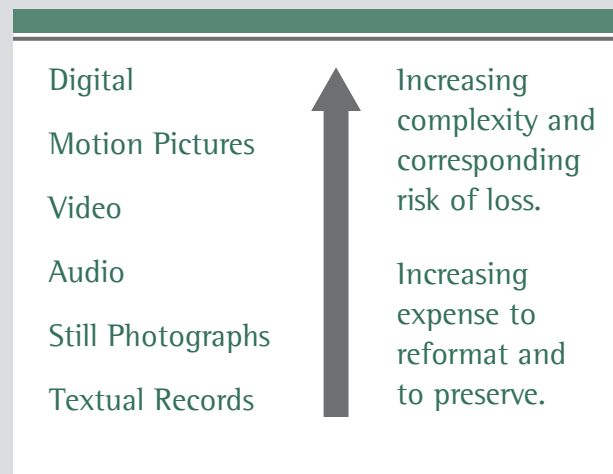 Digital
Motion Pictures
Video
Audio
Still Photographs
Textual Records
Increasing
complexity and
corresponding
risk of loss.
Increasing
expense to
reformat and
to preserve.